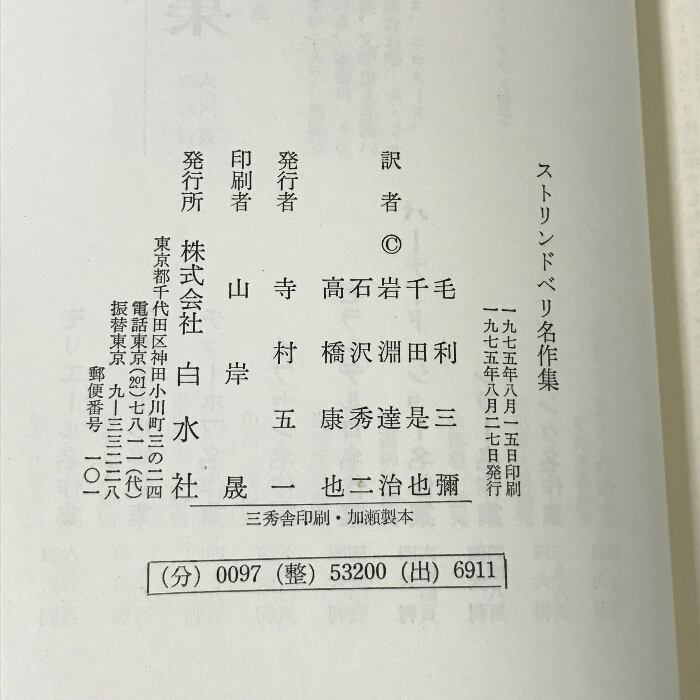 ストリンドベリ名作集
一九七五年八月一五日印刷
一九七五年八月二七日発行
訳者 ©
毛利三彌
千田是也
岩淵達治
石沢秀二
高橋康也
発行者 寺村五一
印刷者 山岸晟
発行所 株式会社 白水社
東京都千代田区神田小川町三の二四
電話東京(291)七八一一(代)
振替東京 九―三三二二八
郵便番号 一〇一
三秀舎印刷・加瀬製本
(分) 0097 (整) 53200 (出) 6911